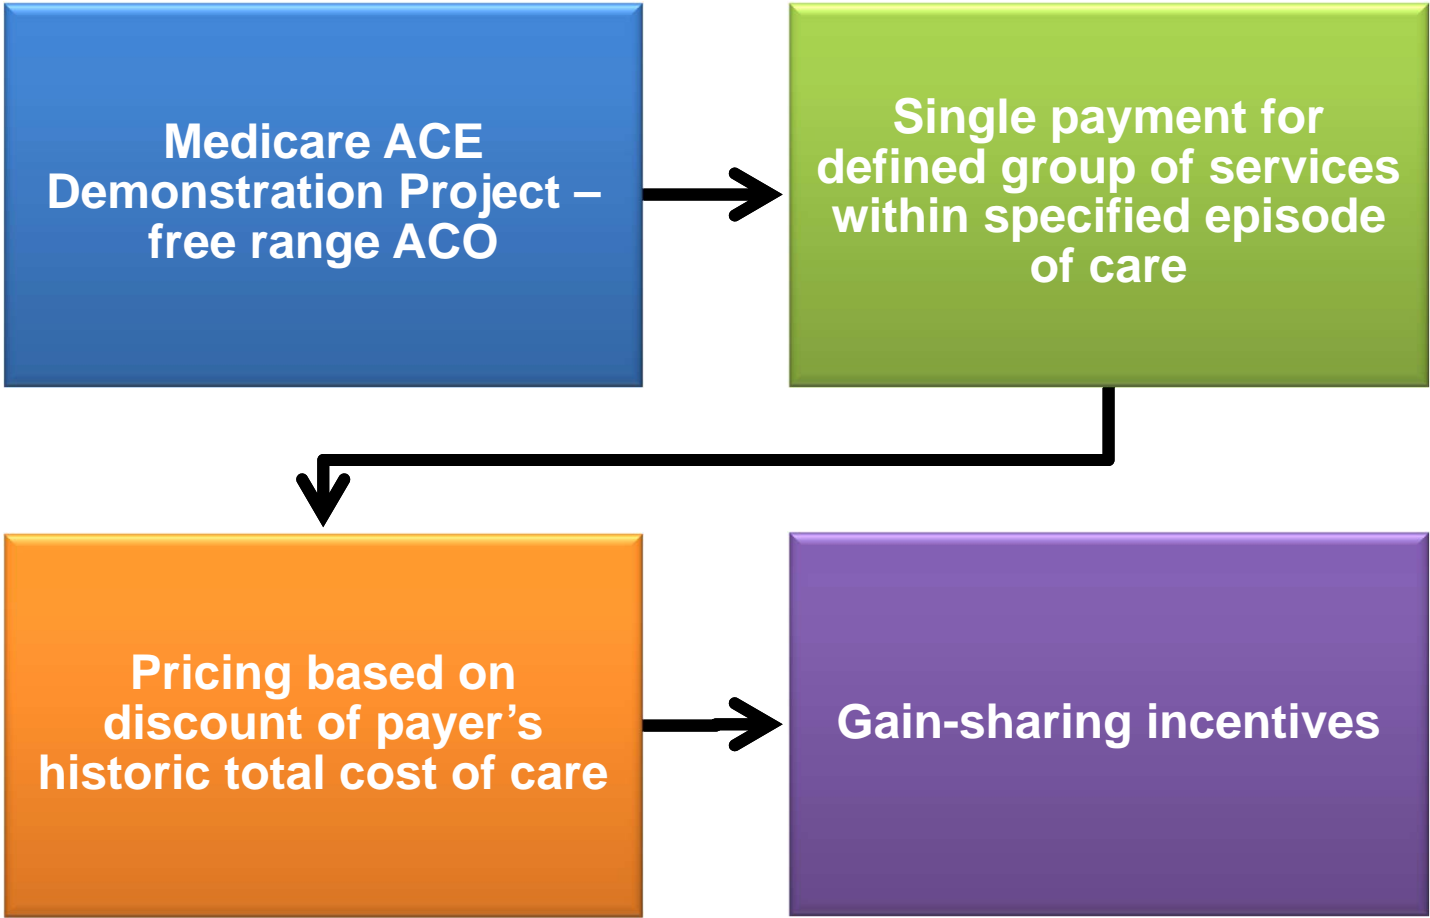 Medicare ACE
Demonstration Project –
free range ACO
Single payment for
defined group of services
within specified episode
of care
Pricing based on
discount of payer’s
historic total cost of care
Gain-sharing incentives